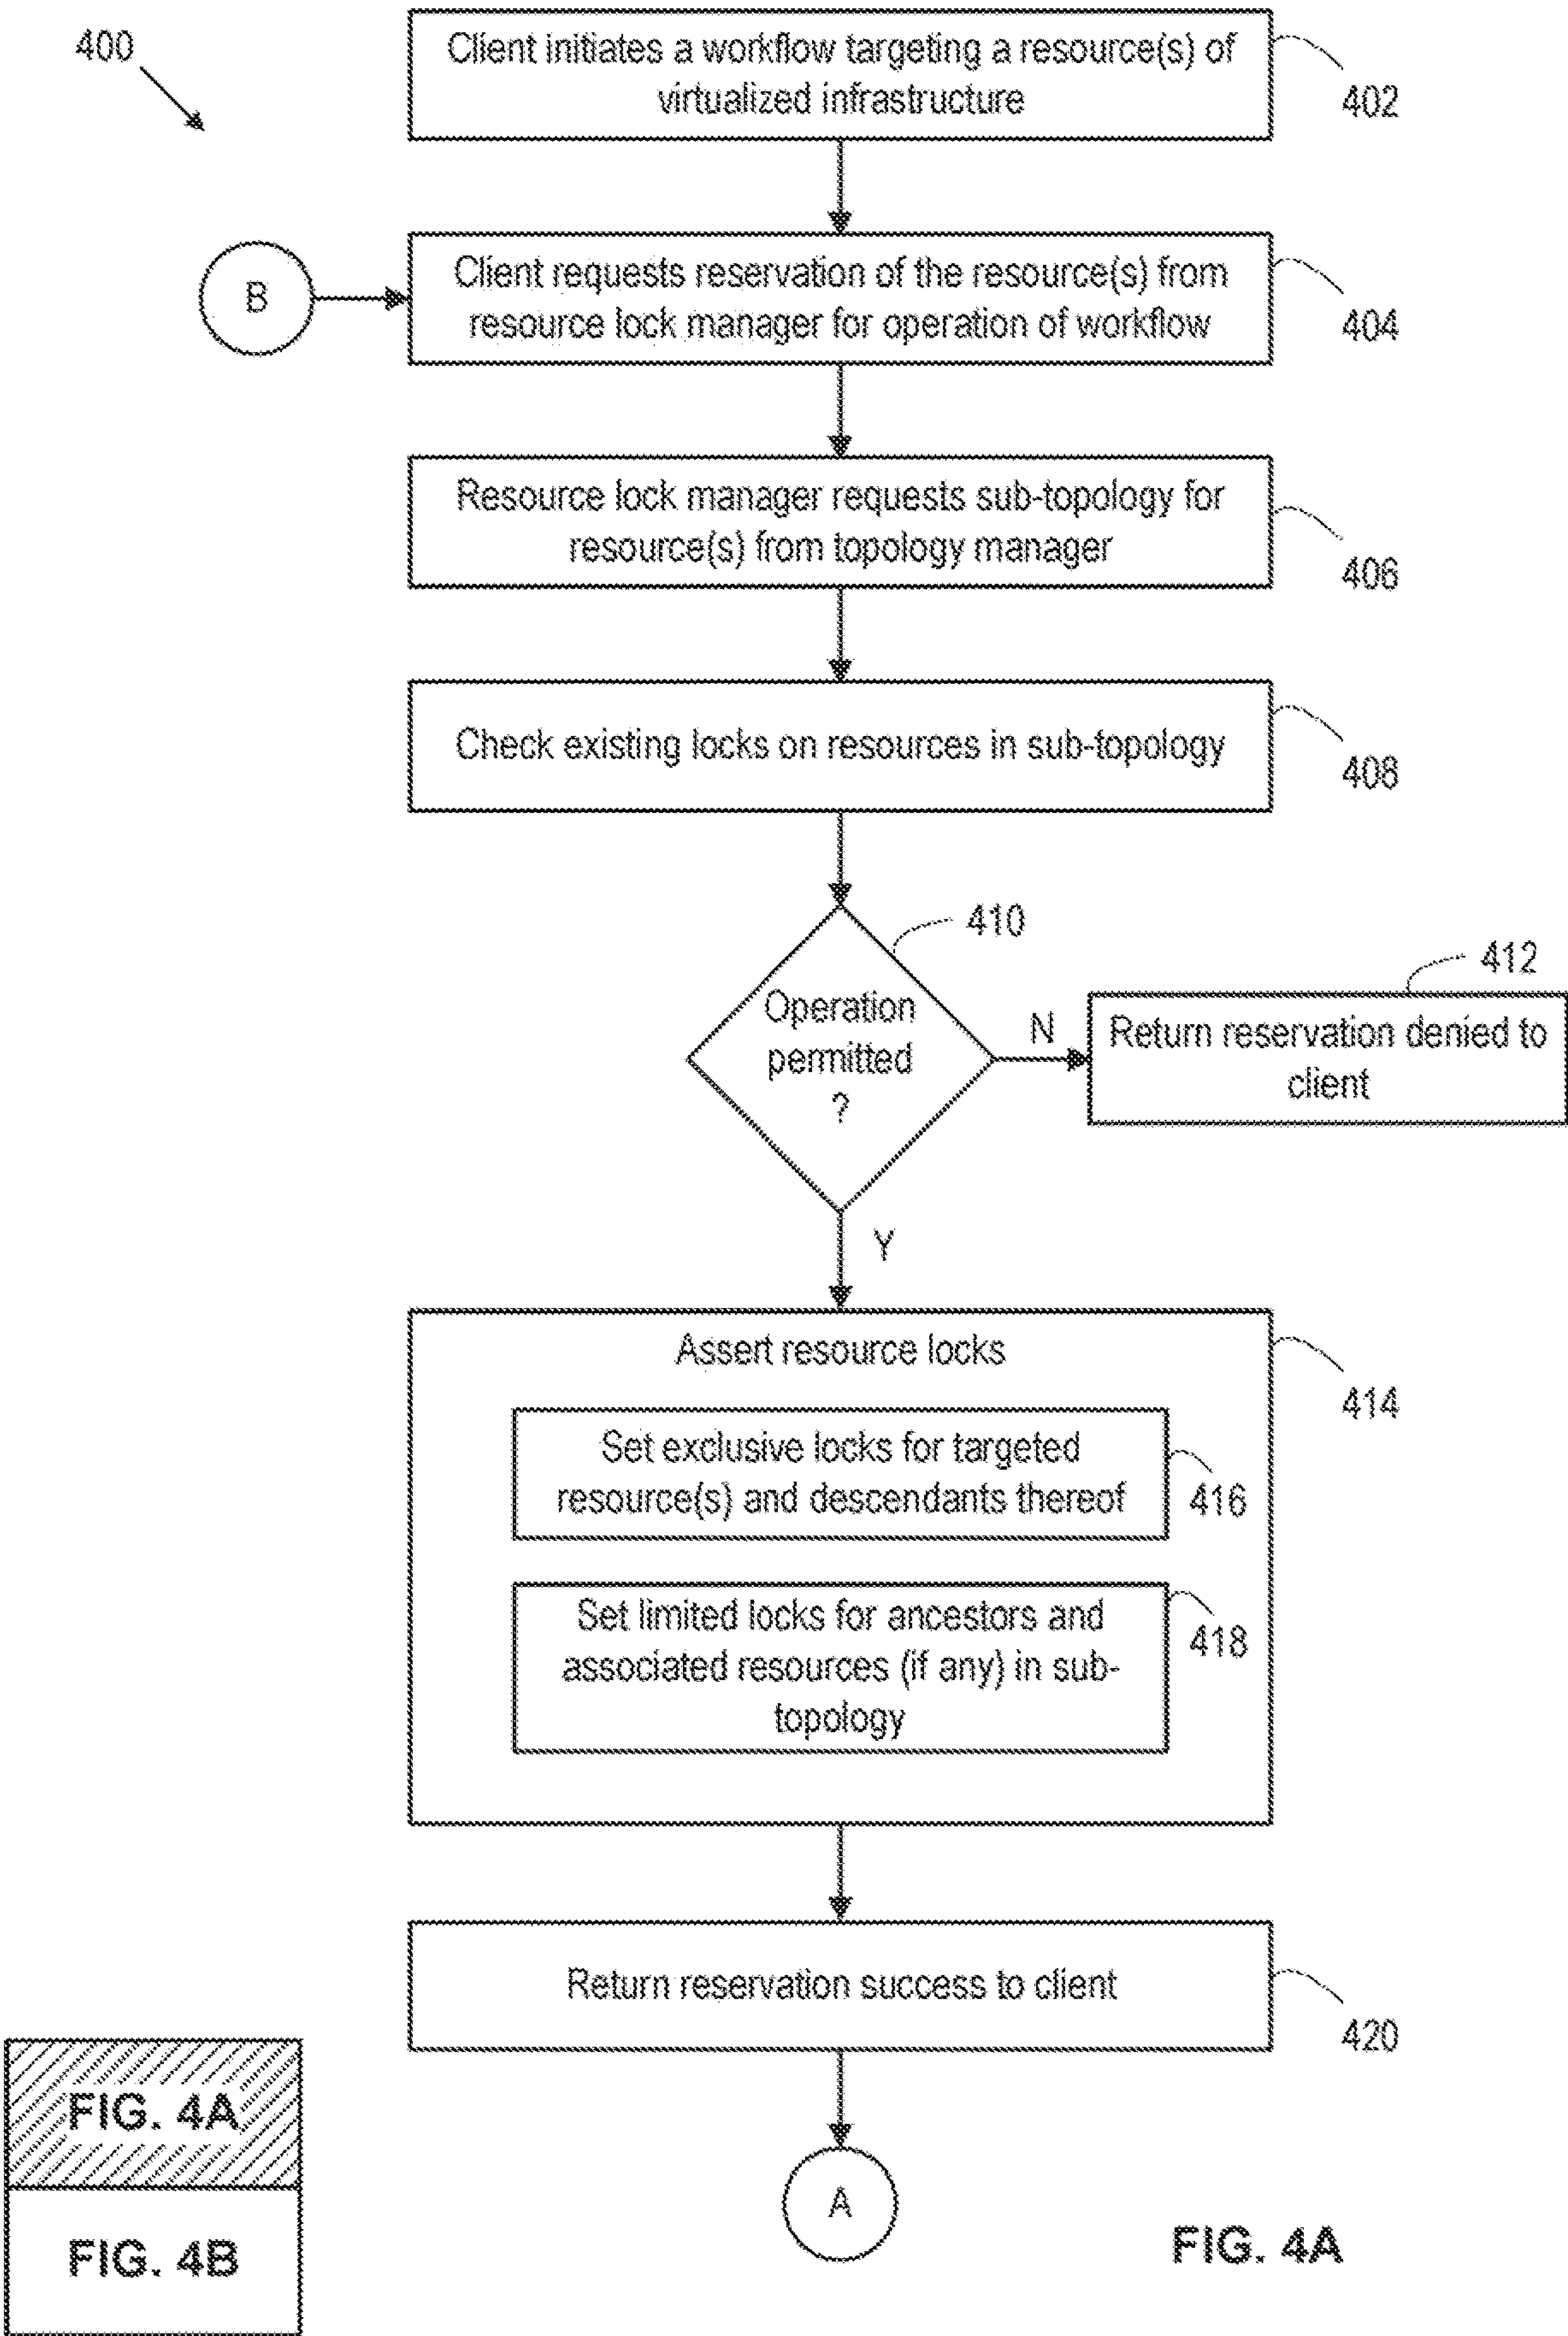 400
Client initiates a workflow targeting a resource(s) of
virtualized infrastructure
402
B
Client requests reservation of the resource(s) from
resource lock manager for operation of workflow
404
Resource lock manager requests sub-topology for
resource(s) from topology manager
406
Check existing locks on resources in sub-topology
408
410
Operation
permitted
?
N
412
Return reservation denied to
client
Y
Assert resource locks
414
Set exclusive locks for targeted
resource(s) and descendants thereof
416
Set limited locks for ancestors and
associated resources (if any) in sub-
topology
418
Return reservation success to client
420
A
FIG. 4A
FIG. 4B
FIG. 4A